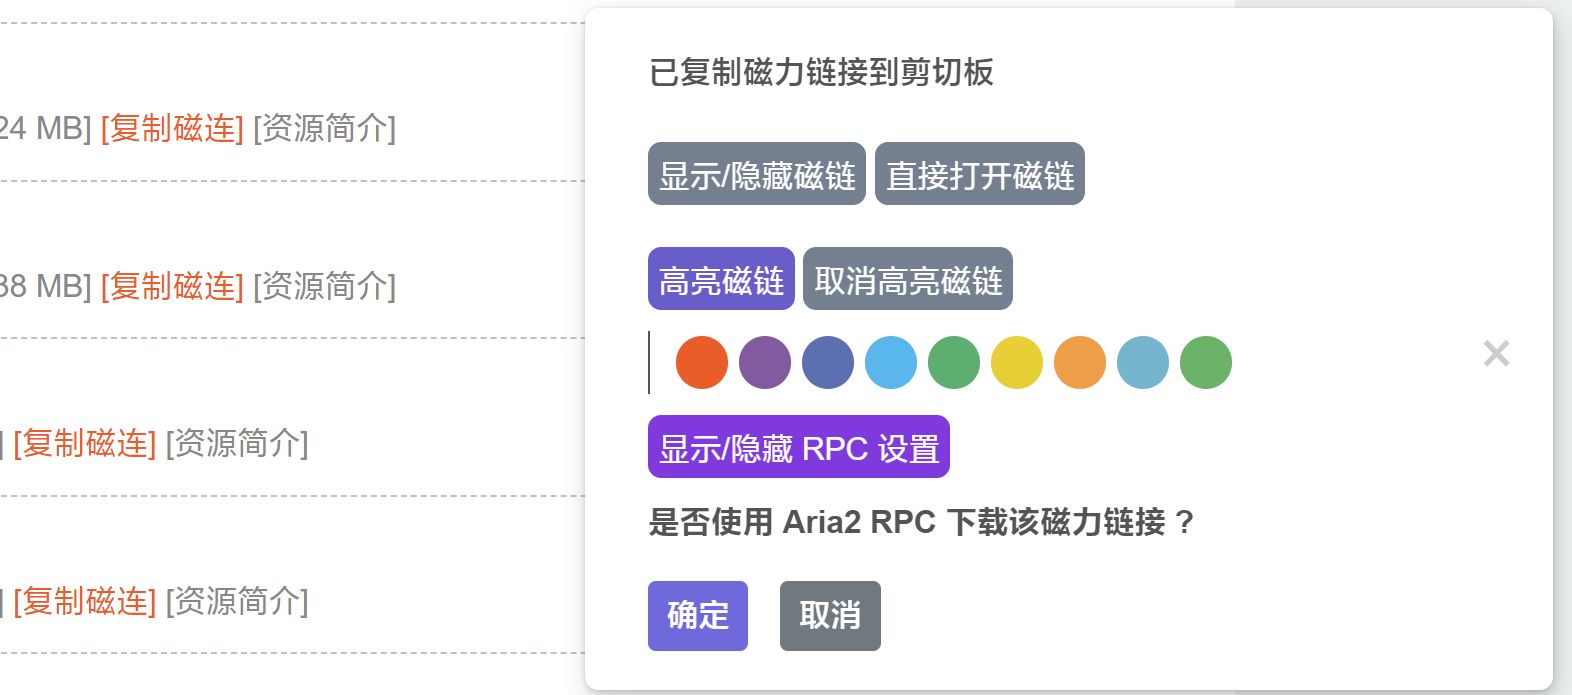 已复制磁力链接到剪切板
24 MB] [复制磁连] [资源简介]
显示/隐藏磁链 直接打开磁链
38 MB] [复制磁连] [资源简介]
高亮磁链 取消高亮磁链
] [复制磁连] [资源简介]
显示/隐藏 RPC 设置
是否使用 Aria2 RPC 下载该磁力链接？
] [复制磁连] [资源简介]
确定 取消